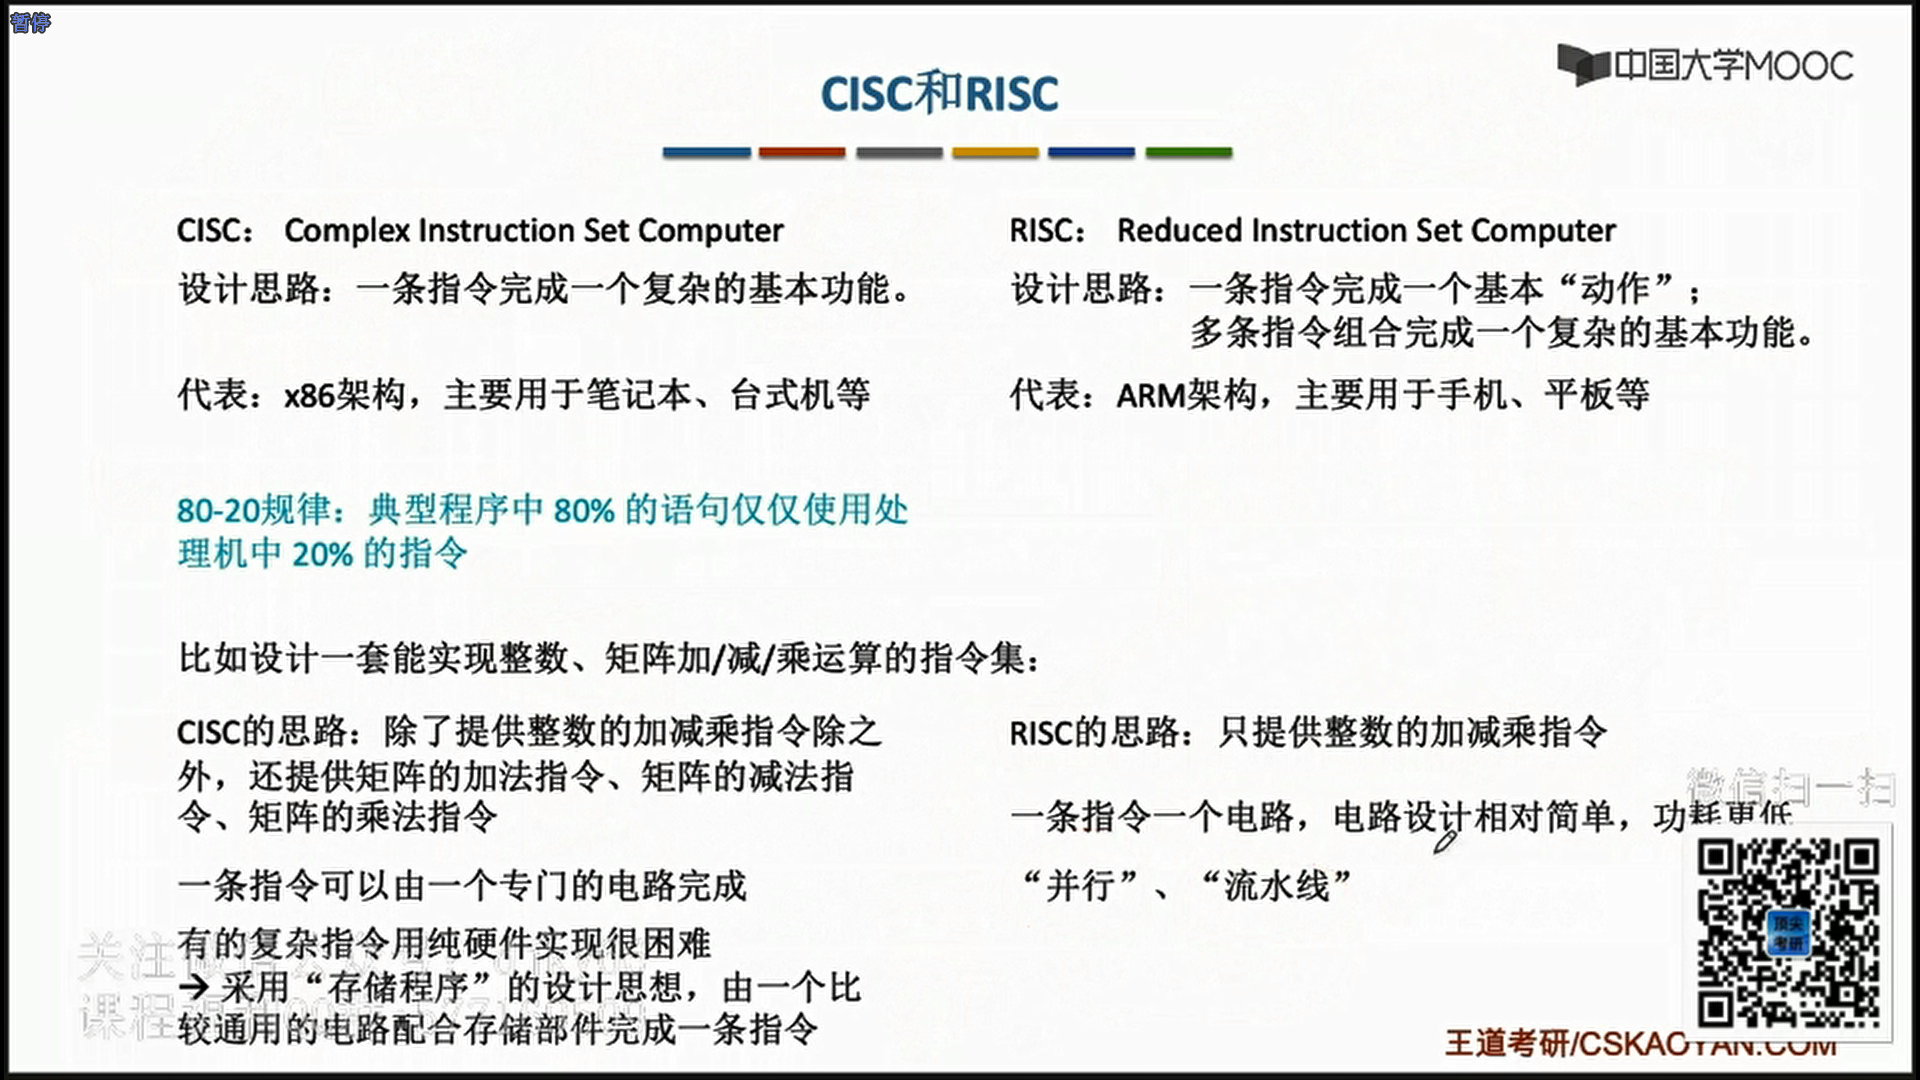 暂停
中国大学MOOC
CISC和RISC
CISC： Complex Instruction Set Computer
设计思路：一条指令完成一个复杂的基本功能。
代表：x86架构，主要用于笔记本、台式机等
RISC： Reduced Instruction Set Computer
设计思路：一条指令完成一个基本“动作”；
多条指令组合完成一个复杂的基本功能。
代表：ARM架构，主要用于手机、平板等
80-20规律：典型程序中 80% 的语句仅仅使用处
理机中 20% 的指令
比如设计一套能实现整数、矩阵加/减/乘运算的指令集：
CISC的思路：除了提供整数的加减乘指令除之
外，还提供矩阵的加法指令、矩阵的减法指
令、矩阵的乘法指令
一条指令可以由一个专门的电路完成
有的复杂指令用纯硬件实现很困难
→ 采用“存储程序”的设计思想，由一个比
较通用的电路配合存储部件完成一条指令
RISC的思路：只提供整数的加减乘指令
一条指令一个电路，电路设计相对简单，功耗更低
“并行”、“流水线”
微信扫一扫
顶尖
考研
关注
课程
王道考研/CSKAOYAN.COM